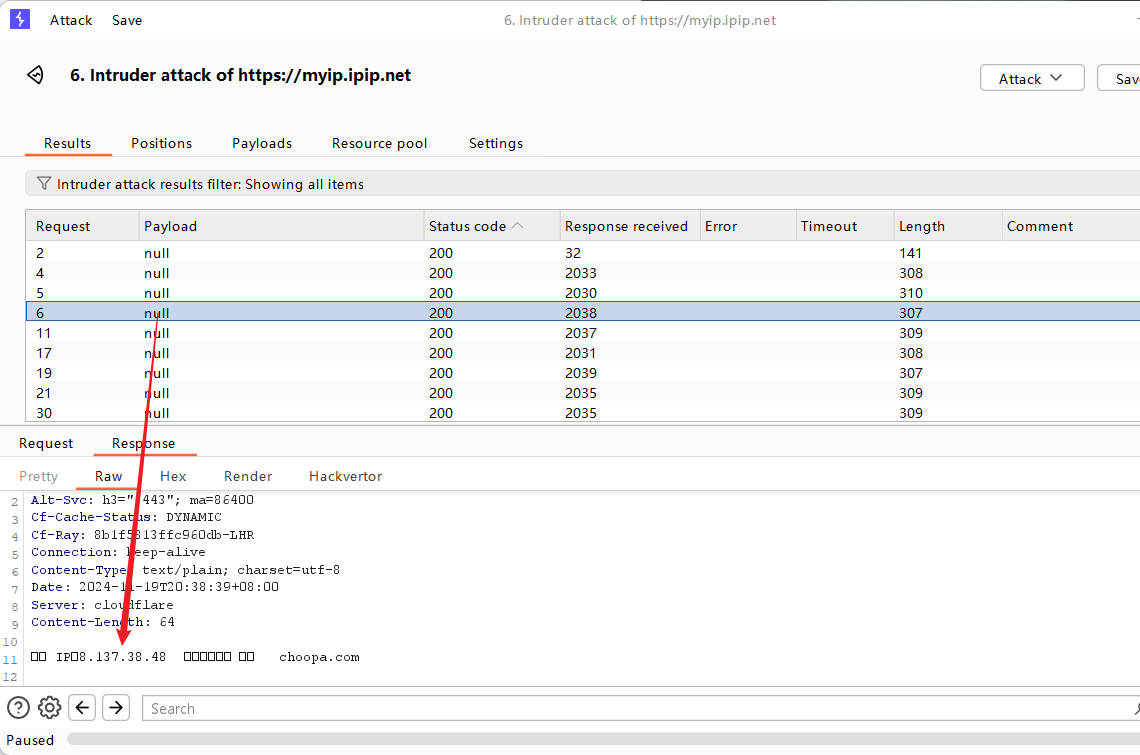 Attack Save 6. Intruder attack of https://myip.ipip.net
6. Intruder attack of https://myip.ipip.net
Attack Sav
Results Positions Payloads Resource pool Settings
Intruder attack results filter: Showing all items
Request Payload Status code Response received Error Timeout Length Comment
2 null 200 32 141
4 null 200 2033 308
5 null 200 2030 310
6 null 200 2038 307
11 null 200 2037 309
17 null 200 2031 308
19 null 200 2039 307
21 null 200 2035 309
30 null 200 2035 309
Request Response
Pretty Raw Hex Render Hackvertor
2 Alt-Svc: h3=":443"; ma=86400
3 Cf-Cache-Status: DYNAMIC
4 Cf-Ray: 8b1f5813ffc960db-LHR
5 Connection: keep-alive
6 Content-Type: text/plain; charset=utf-8
7 Date: 2024-11-19T20:38:39+08:00
8 Server: cloudflare
9 Content-Length: 64
10
11 □□ IP□8.137.38.48 □□□□□□ □□ choopa.com
12
Search
Paused